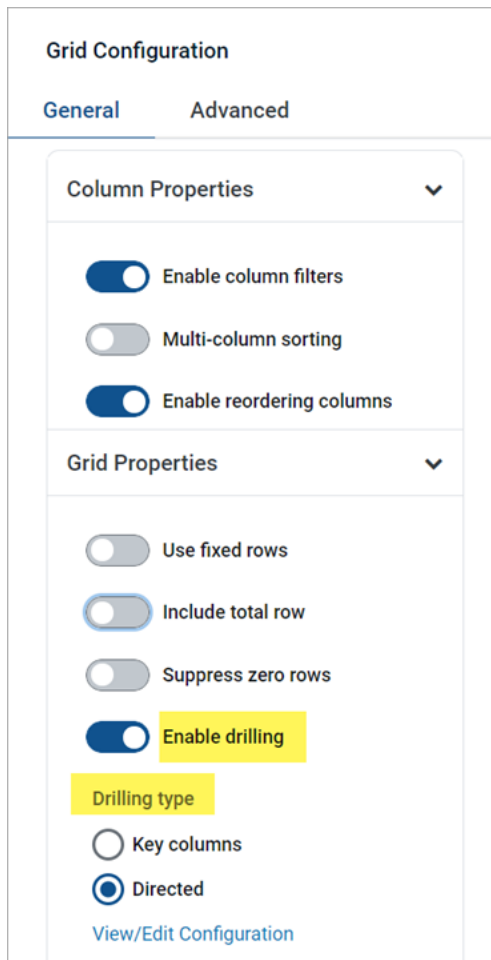 Grid Configuration
General Advanced
Column Properties
Enable column filters
Multi-column sorting
Enable reordering columns
Grid Properties
Use fixed rows
Include total row
Suppress zero rows
Enable drilling
Drilling type
Key columns
Directed
View/Edit Configuration